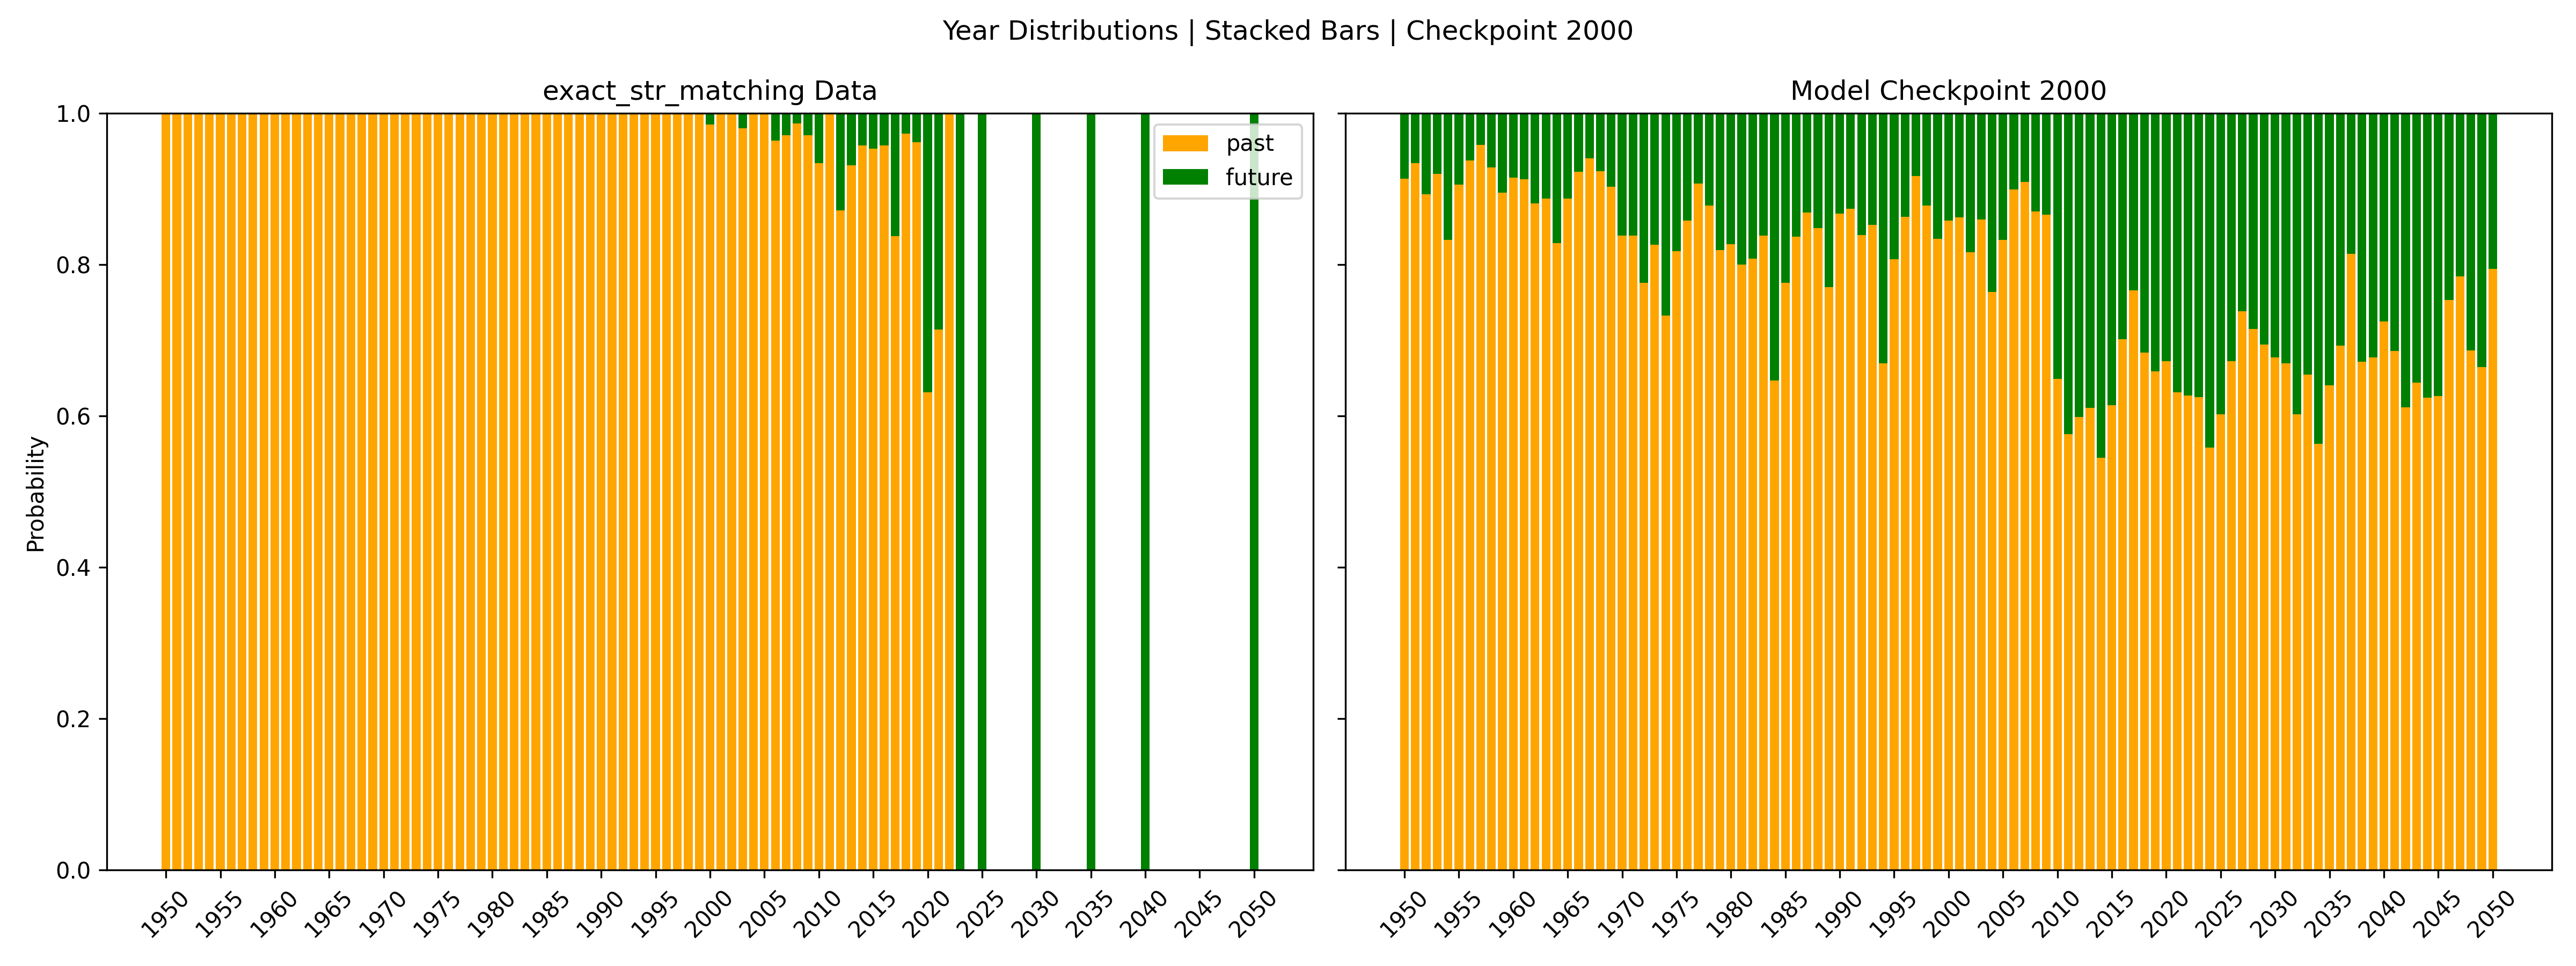 Year Distributions | Stacked Bars | Checkpoint 2000
exact_str_matching Data
Model Checkpoint 2000
past
future
Probability
1.0
0.8
0.6
0.4
0.2
0.0
1950 1955 1960 1965 1970 1975 1980 1985 1990 1995 2000 2005 2010 2015 2020 2025 2030 2035 2040 2045 2050
1950 1955 1960 1965 1970 1975 1980 1985 1990 1995 2000 2005 2010 2015 2020 2025 2030 2035 2040 2045 2050